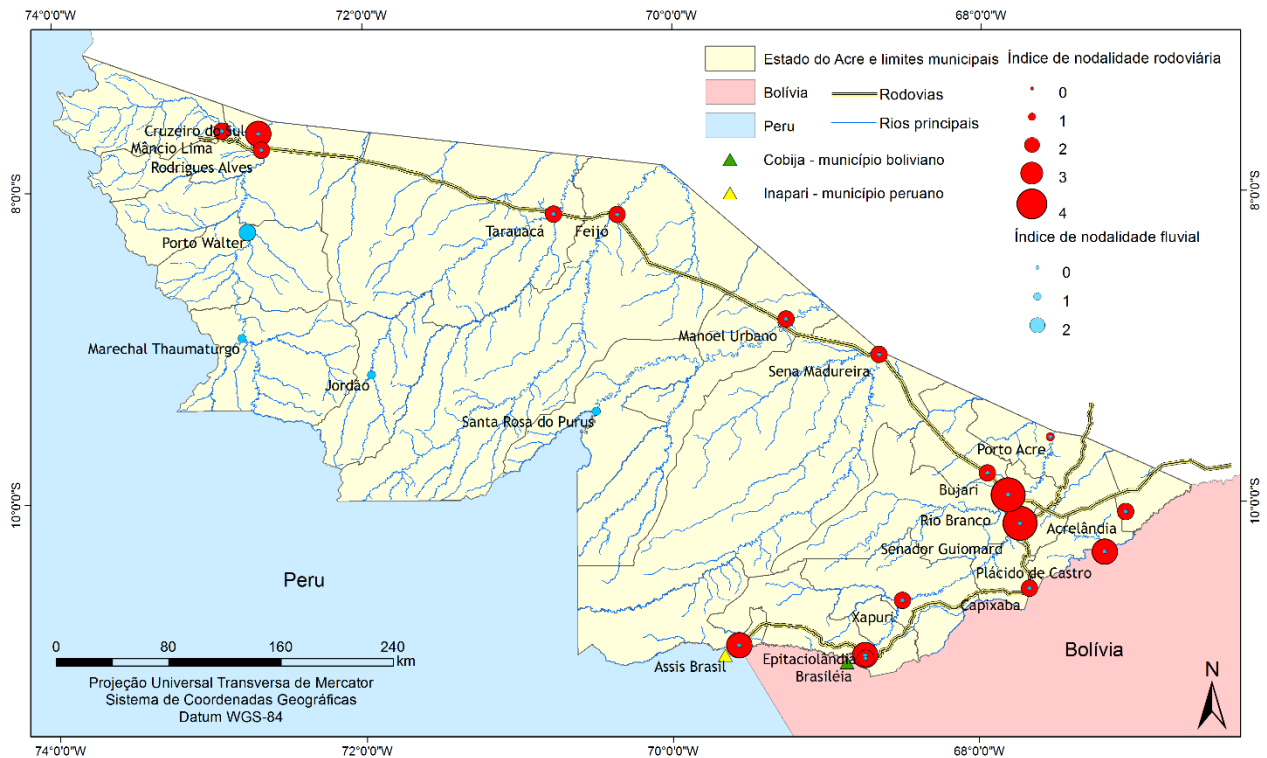 74°0'0"W
72°0'0"W
70°0'0"W
68°0'0"W
Estado do Acre e limites municipais
Bolívia
Peru
Rodovias
Rios principais
Cobija - município boliviano
Inapari - município peruano
Índice de nodalidade rodoviária
0
1
2
3
4
Índice de nodalidade fluvial
0
1
2
8°0'0"S
8°0'0"S
Cruzeiro do Sul
Mâncio Lima
Rodrigues Alves
Porto Walter
Tarauacá
Feijó
Marechal Thaumaturgo
Jordão
Manoel Urbano
Sena Madureira
Santa Rosa do Purus
Porto Acre
10°0'0"S
10°0'0"S
Bujari
Rio Branco
Acrelândia
Senador Guiomard
Plácido de Castro
Capixaba
Xapuri
Peru
Bolívia
Assis Brasil
Epitaciolândia
Brasiléia
0 80 160 240
km
Projeção Universal Transversa de Mercator
Sistema de Coordenadas Geográficas
Datum WGS-84
N
74°0'0"W
72°0'0"W
70°0'0"W
68°0'0"W